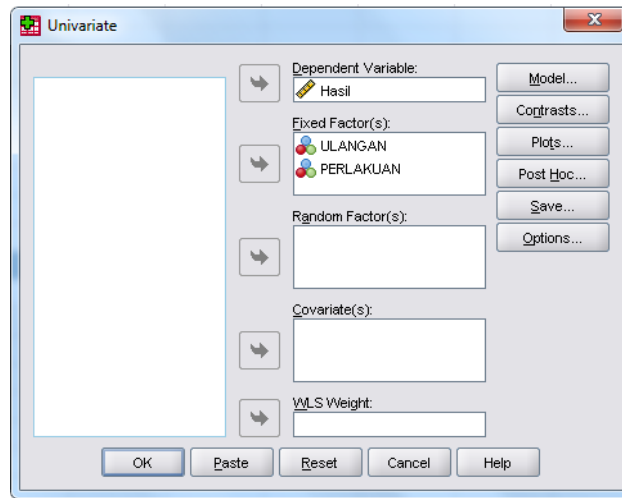 Univariate
Dependent Variable:
Hasil
Fixed Factor(s):
ULANGAN
PERLAKUAN
Random Factor(s):
Covariate(s):
WLS Weight:
Model...
Contrasts...
Plots...
Post Hoc...
Save...
Options...
OK
Paste
Reset
Cancel
Help